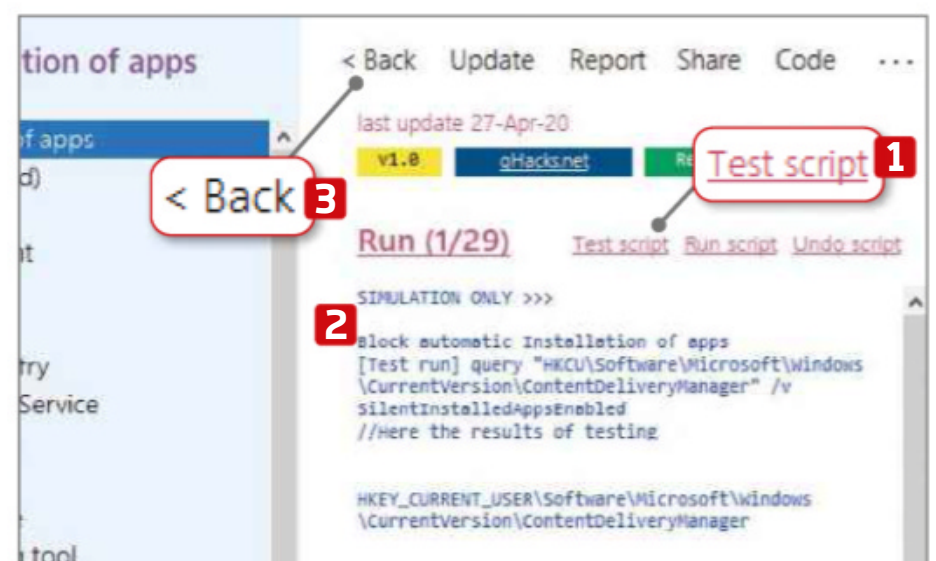 tion of apps
< Back Update Report Share Code ...
of apps
last update 27-Apr-20
d)
v1.0 gHacks.net Re
Test script 1
< Back 3
nt
Run (1/29) Test script Run script Undo script
SIMULATION ONLY >>>
2
Block automatic Installation of apps
[Test run] query "HKCU\Software\Microsoft\Windows
\CurrentVersion\ContentDeliveryManager" /v
SilentInstalledAppsEnabled
//Here the results of testing
try
Service
HKEY_CURRENT_USER\Software\Microsoft\Windows
\CurrentVersion\ContentDeliveryManager
tool